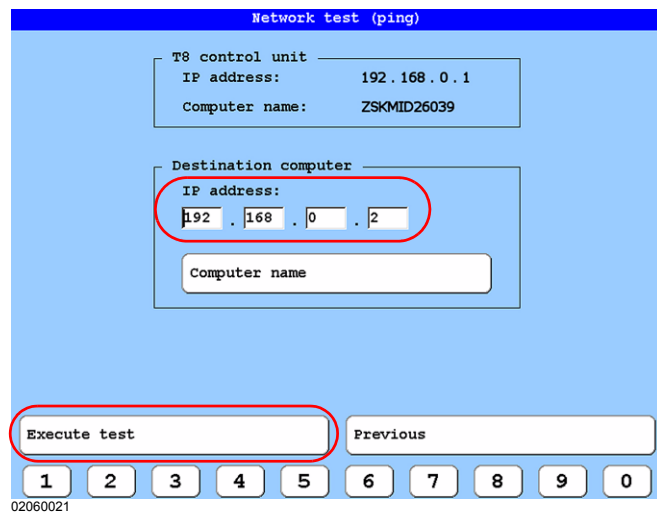 Network test (ping)
T8 control unit
IP address: 192.168.0.1
Computer name: ZSKMID26039
Destination computer
IP address:
192 . 168 . 0 . 2
Computer name
Execute test Previous
1 2 3 4 5 6 7 8 9 0
02060021